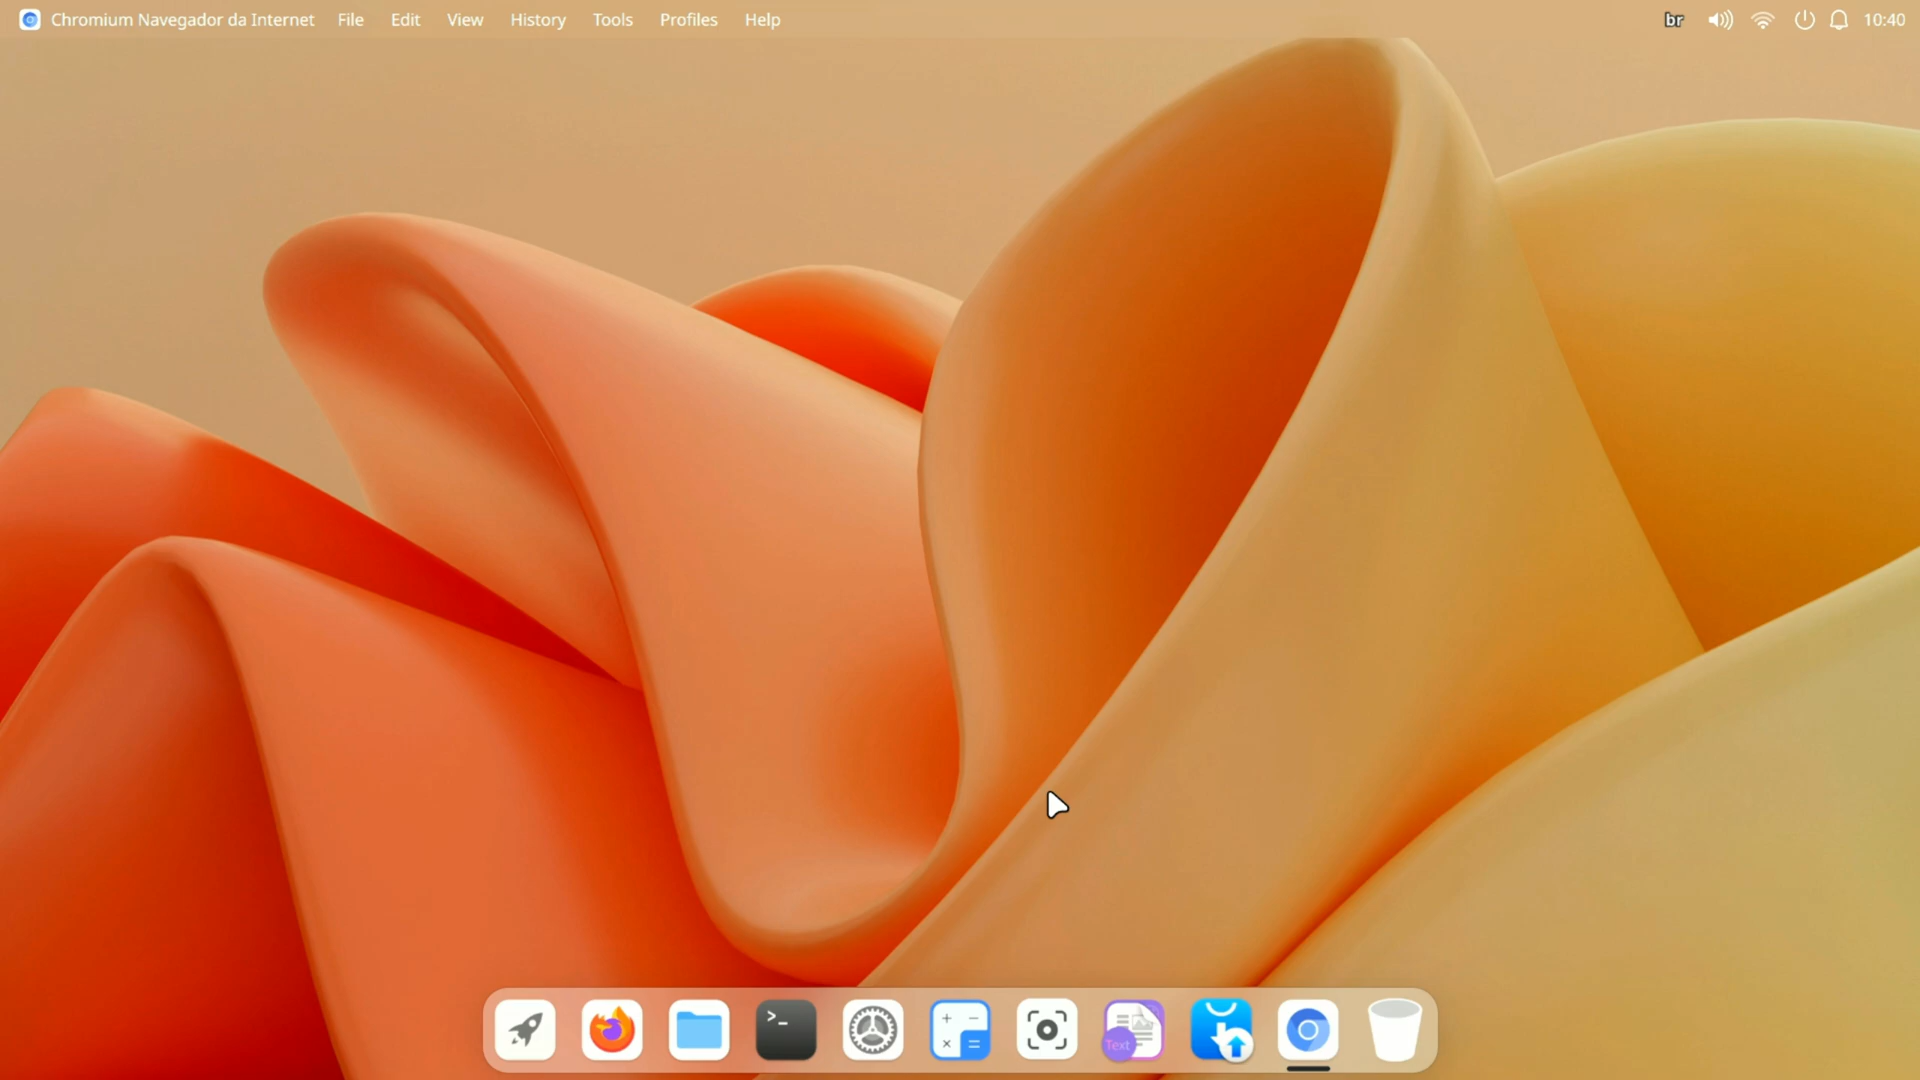 Chromium Navegador da Internet File Edit View History Tools Profiles Help br 10:40
>_
+ − × =
Text